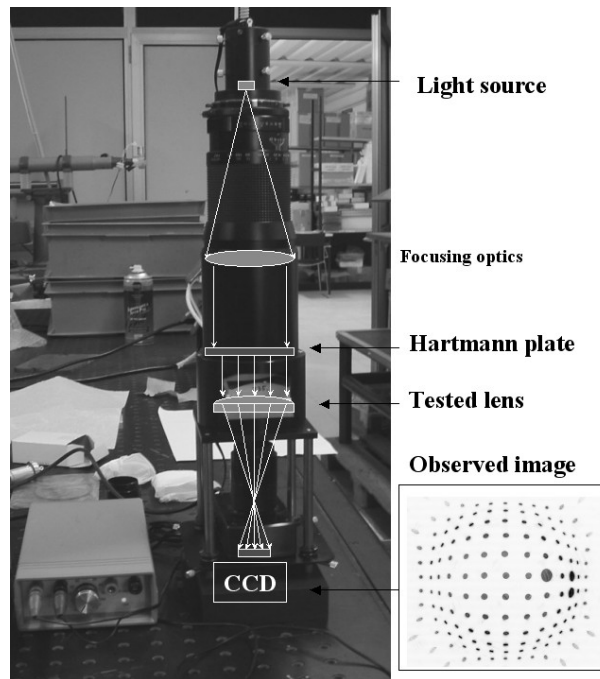 Light source
Focusing optics
Hartmann plate
Tested lens
Observed image
CCD